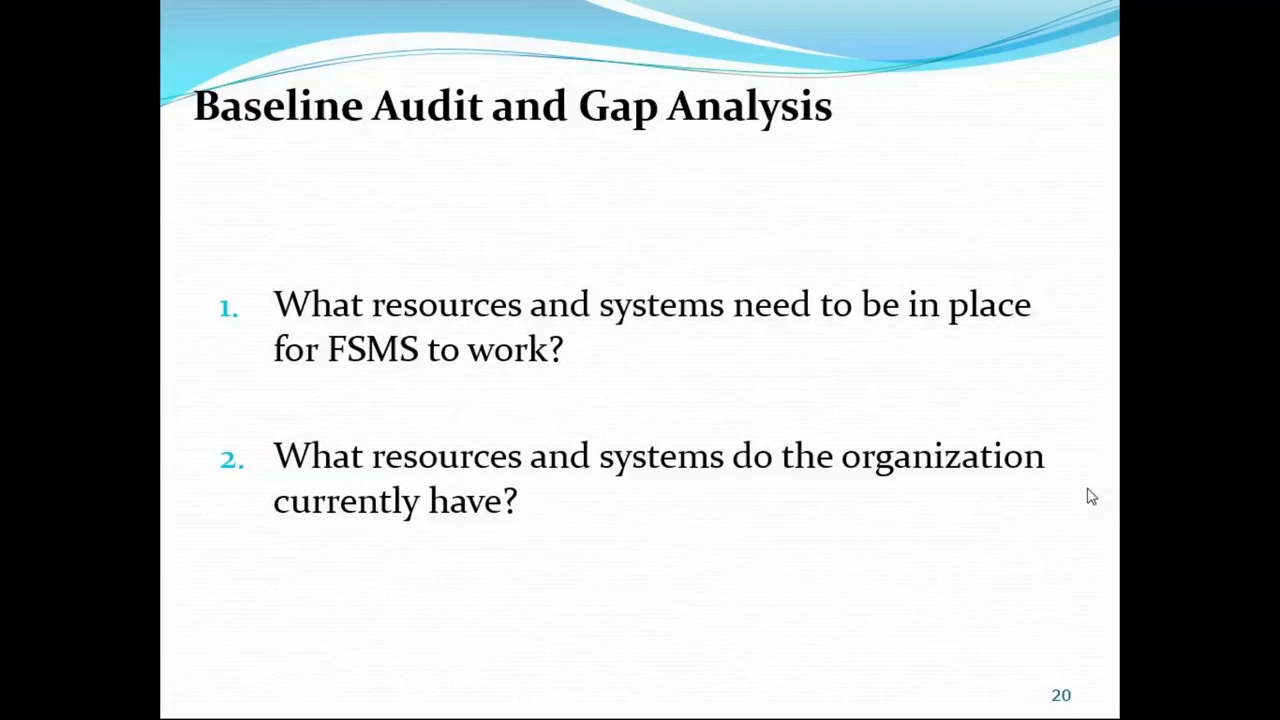 Baseline Audit and Gap Analysis
1. What resources and systems need to be in place
for FSMS to work?
2. What resources and systems do the organization
currently have?
20